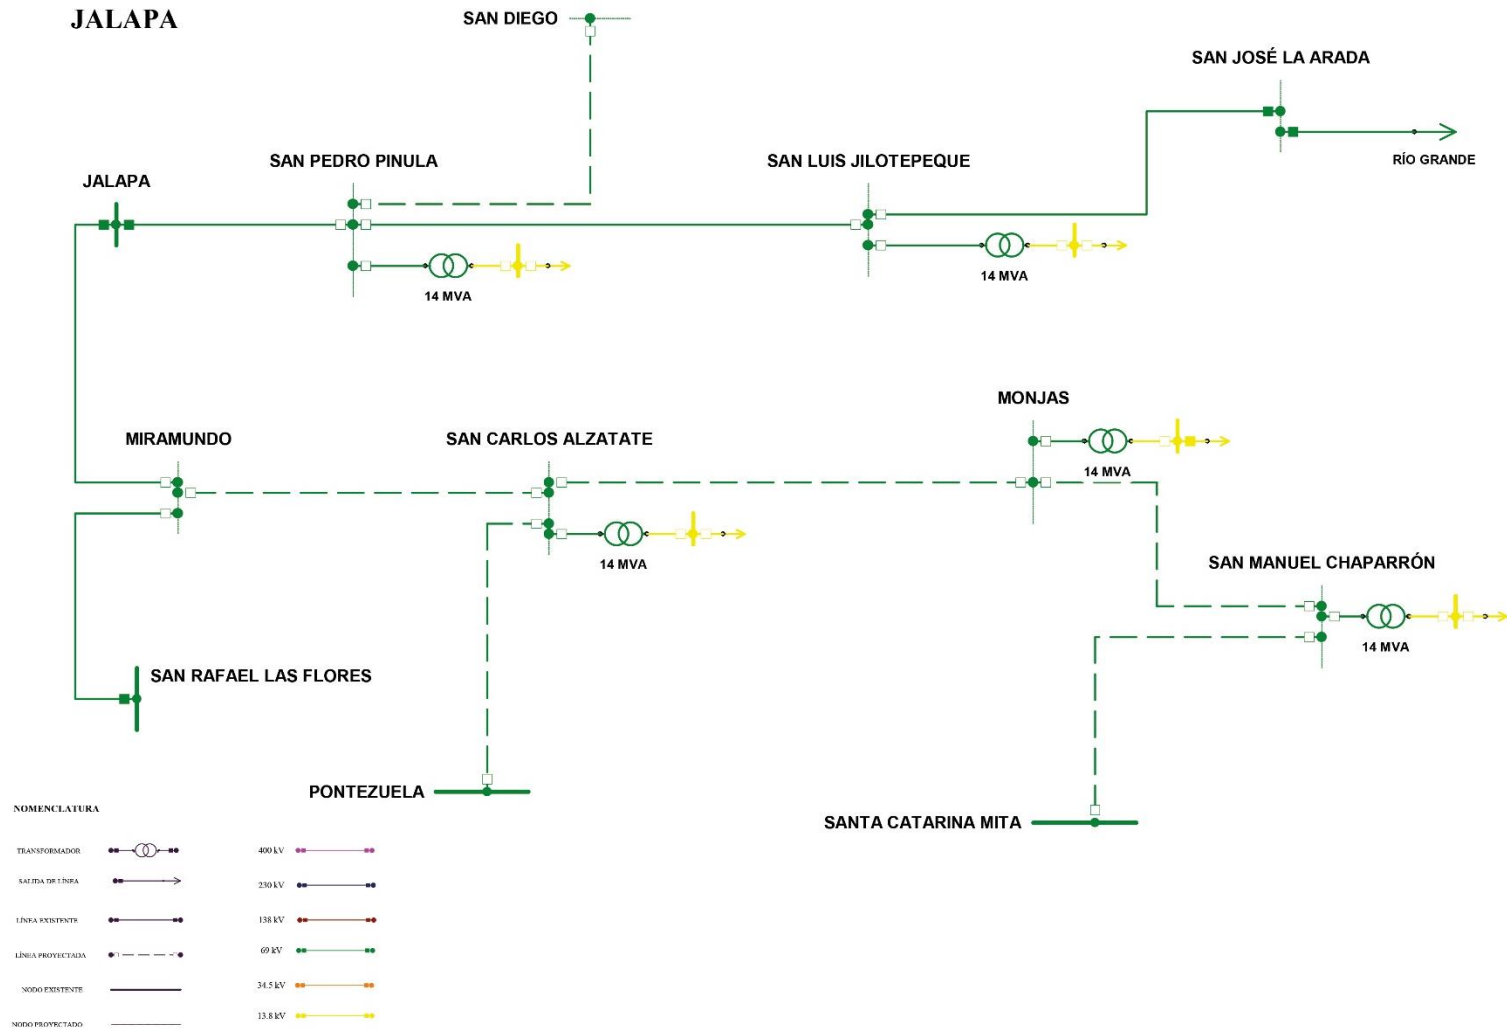 JALAPA
SAN DIEGO
SAN JOSÉ LA ARADA
RÍO GRANDE
SAN PEDRO PINULA
SAN LUIS JILOTEPEQUE
JALAPA
14 MVA
14 MVA
MONJAS
MIRAMUNDO
SAN CARLOS ALZATATE
14 MVA
14 MVA
SAN MANUEL CHAPARRÓN
14 MVA
SAN RAFAEL LAS FLORES
PONTEZUELA
SANTA CATARINA MITA
NOMENCLATURA
TRANSFORMADOR
SALIDA DE LÍNEA
LÍNEA EXISTENTE
LÍNEA PROYECTADA
NODO EXISTENTE
NODO PROYECTADO
400 kV
230 kV
138 kV
69 kV
34.5 kV
13.8 kV